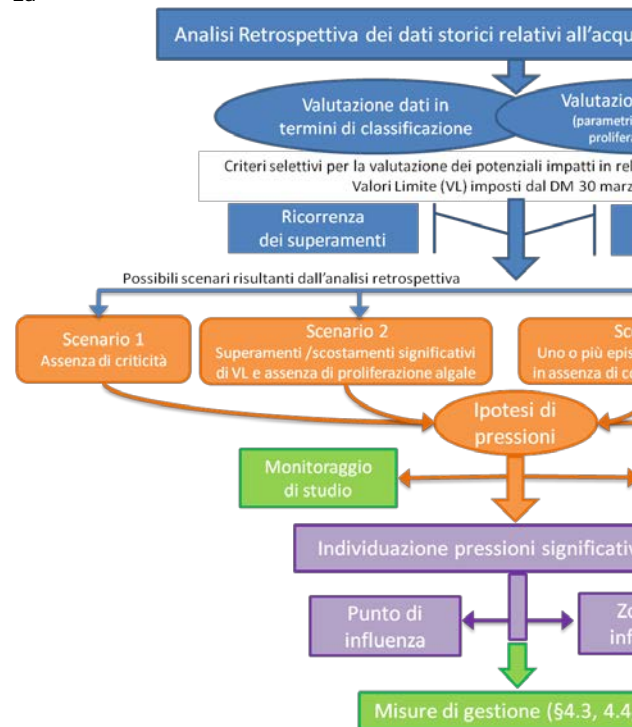 Analisi Retrospettiva dei dati storici relativi all'acqu
Valutazione dati in
termini di classificazione
Valutazio
(parametri
prolifera
Criteri selettivi per la valutazione dei potenziali impatti in rel
Valori Limite (VL) imposti dal DM 30 marz
Ricorrenza
dei superamenti
Possibili scenari risultanti dall'analisi retrospettiva
Scenario 1
Assenza di criticità
Scenario 2
Superamenti /scostamenti significativi
di VL e assenza di proliferazione algale
Sc
Uno o più epis
in assenza di co
Ipotesi di
pressioni
Monitoraggio
di studio
Individuazione pressioni significativ
Punto di
influenza
Zo
inf
Misure di gestione (§4.3, 4.4